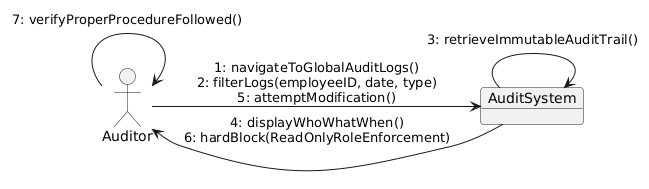 7: verifyProperProcedureFollowed()
3: retrieveImmutableAuditTrail()
1: navigateToGlobalAuditLogs()
2: filterLogs(employeeID, date, type)
5: attemptModification()
AuditSystem
4: displayWhoWhatWhen()
6: hardBlock(ReadOnlyRoleEnforcement)
Auditor